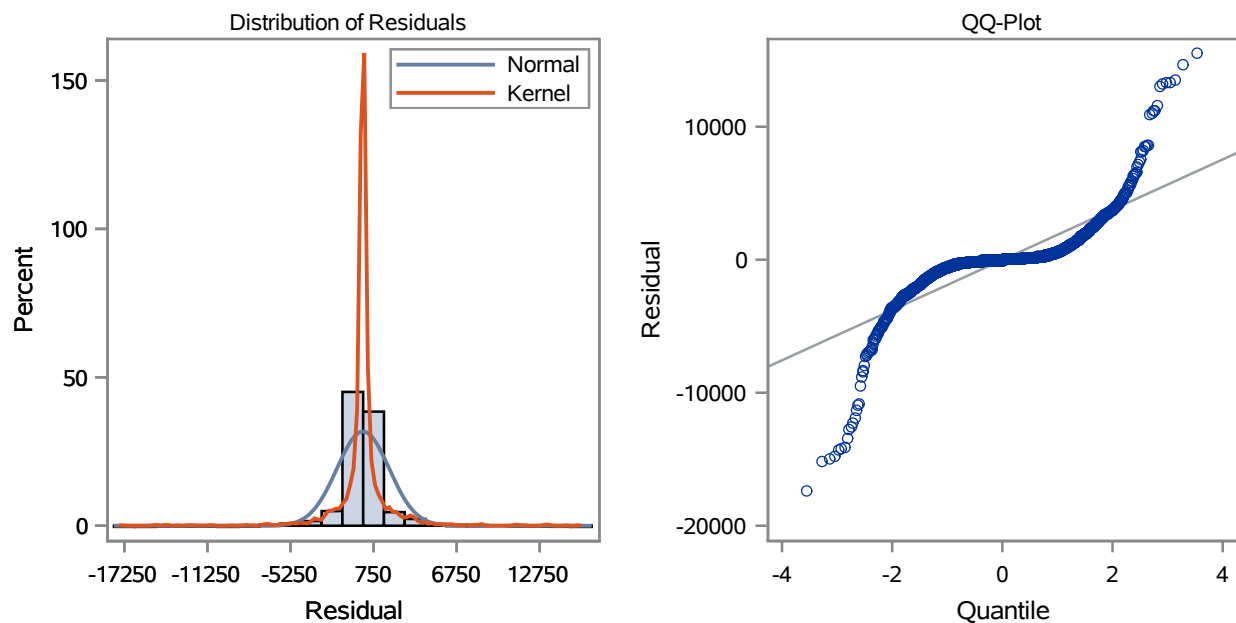 Distribution of Residuals
Normal
Kernel
150
100
50
0
Percent
-17250 -11250 -5250 750 6750 12750
Residual
QQ-Plot
10000
0
-10000
-20000
Residual
-4 -2 0 2 4
Quantile